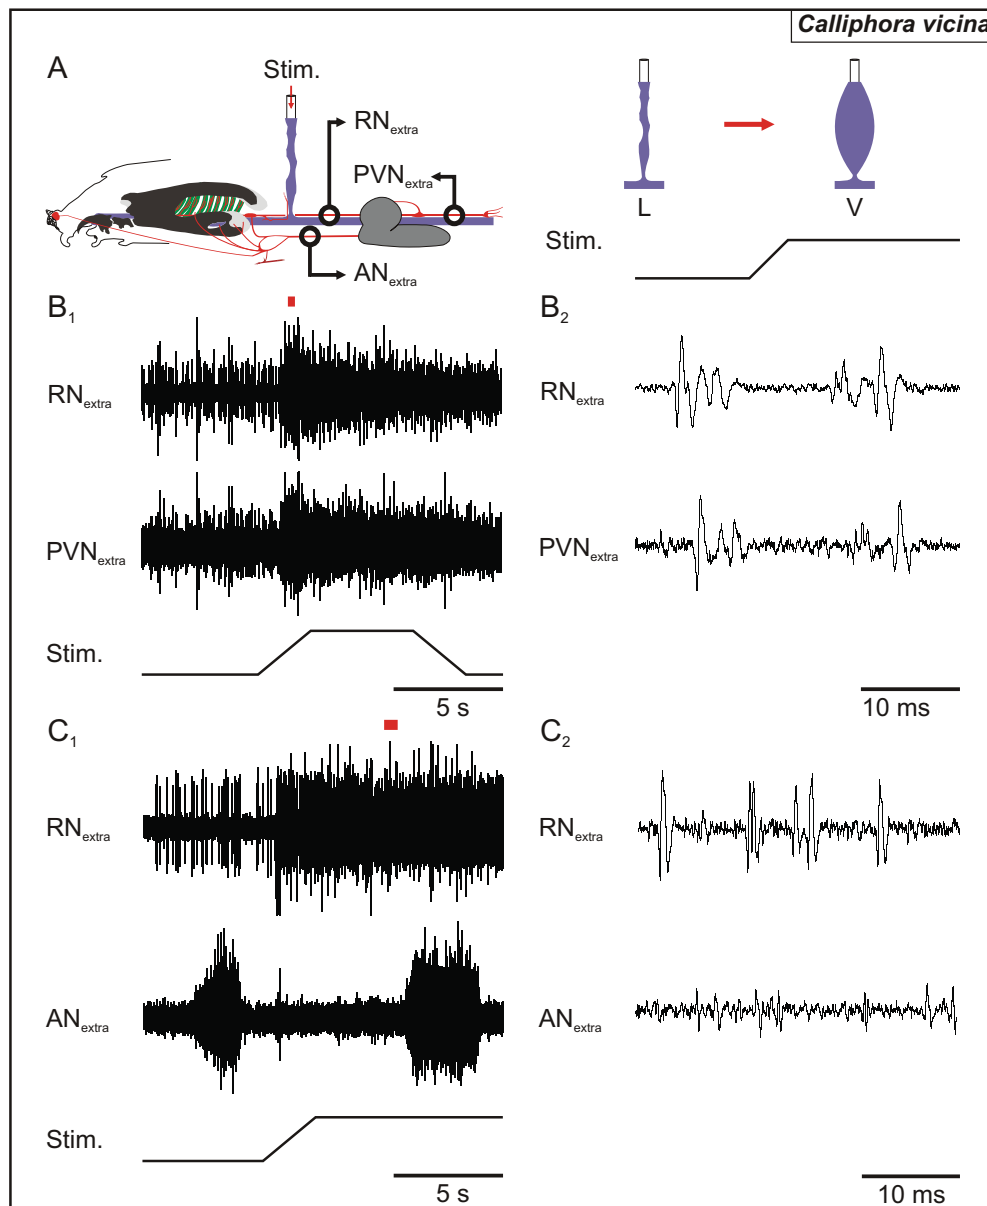 Calliphora vicina
A
Stim.
RNextra
PVNextra
ANextra
L
V
Stim.
B1
RNextra
PVNextra
Stim.
5 s
B2
RNextra
PVNextra
10 ms
C1
RNextra
ANextra
Stim.
5 s
C2
RNextra
ANextra
10 ms